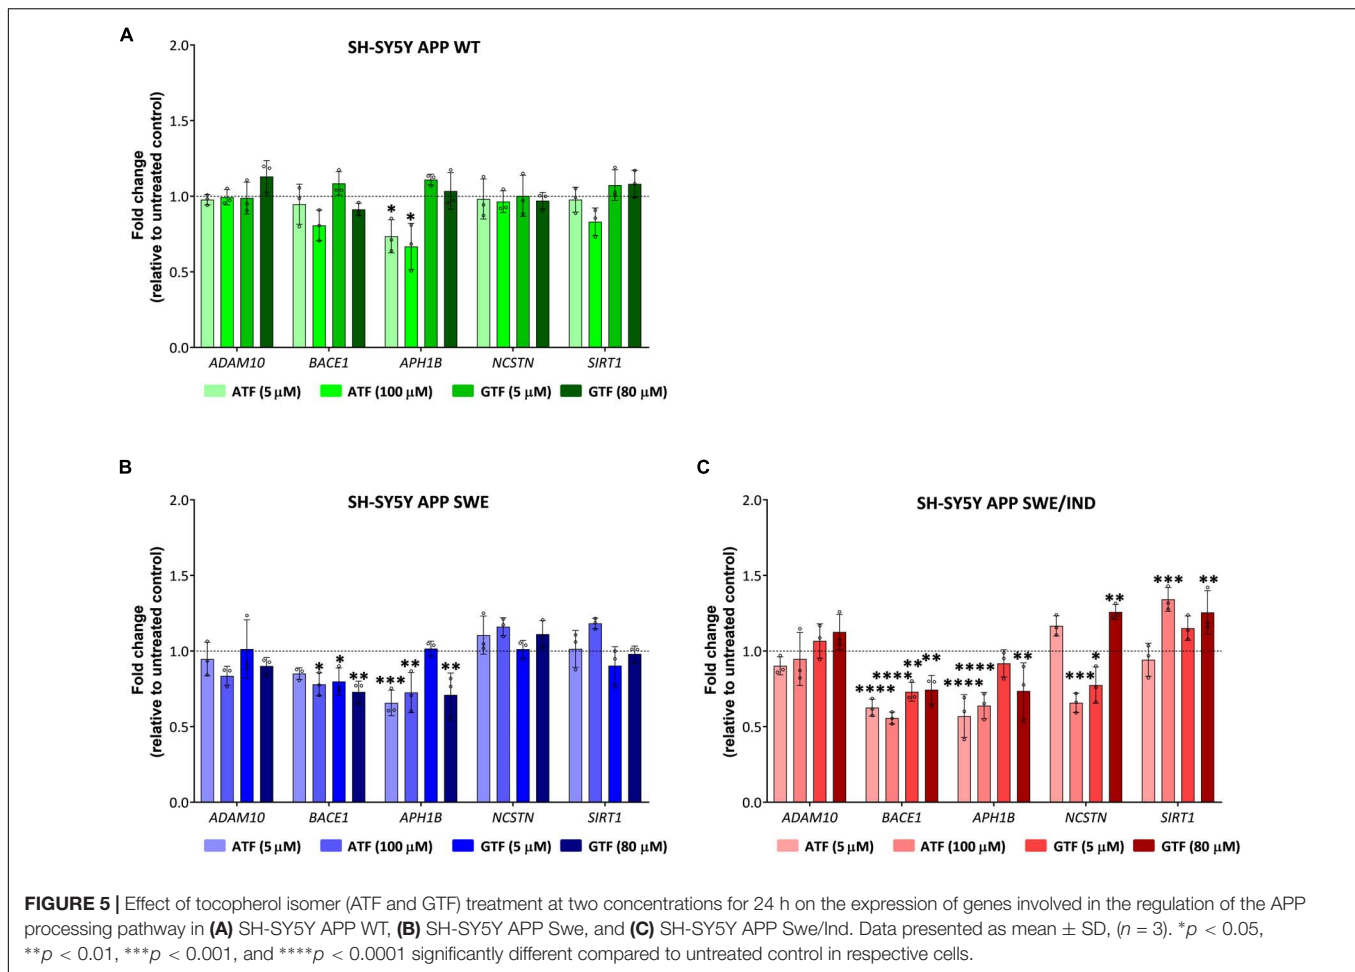 A
SH-SY5Y APP WT
Fold change
(relative to untreated control)
2.0
1.5
1.0
0.5
0.0
* *
ADAM10 BACE1 APH1B NCSTN SIRT1
ATF (5 µM) ATF (100 µM) GTF (5 µM) GTF (80 µM)
B
SH-SY5Y APP SWE
Fold change
(relative to untreated control)
2.0
1.5
1.0
0.5
0.0
* * ** *** ** **
ADAM10 BACE1 APH1B NCSTN SIRT1
ATF (5 µM) ATF (100 µM) GTF (5 µM) GTF (80 µM)
C
SH-SY5Y APP SWE/IND
Fold change
(relative to untreated control)
2.0
1.5
1.0
0.5
0.0
**** **** ** ** **** **** ** *** * ** *** **
ADAM10 BACE1 APH1B NCSTN SIRT1
ATF (5 µM) ATF (100 µM) GTF (5 µM) GTF (80 µM)
FIGURE 5 | Effect of tocopherol isomer (ATF and GTF) treatment at two concentrations for 24 h on the expression of genes involved in the regulation of the APP
processing pathway in (A) SH-SY5Y APP WT, (B) SH-SY5Y APP Swe, and (C) SH-SY5Y APP Swe/Ind. Data presented as mean ± SD, (n = 3). *p < 0.05,
**p < 0.01, ***p < 0.001, and ****p < 0.0001 significantly different compared to untreated control in respective cells.